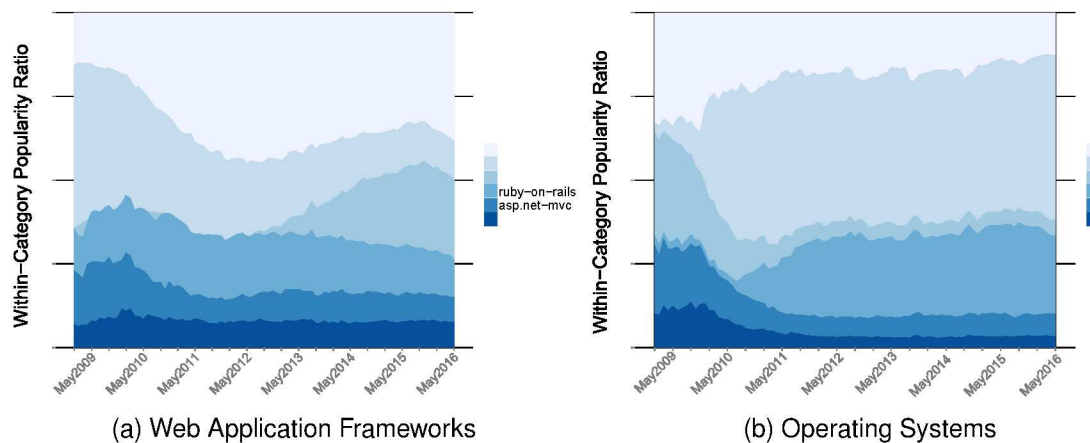 Within-Category Popularity Ratio
ruby-on-rails
asp.net-mvc
May2009
May2010
May2011
May2012
May2013
May2014
May2015
May2016
(a) Web Application Frameworks
Within-Category Popularity Ratio
May2009
May2010
May2011
May2012
May2013
May2014
May2015
May2016
(b) Operating Systems